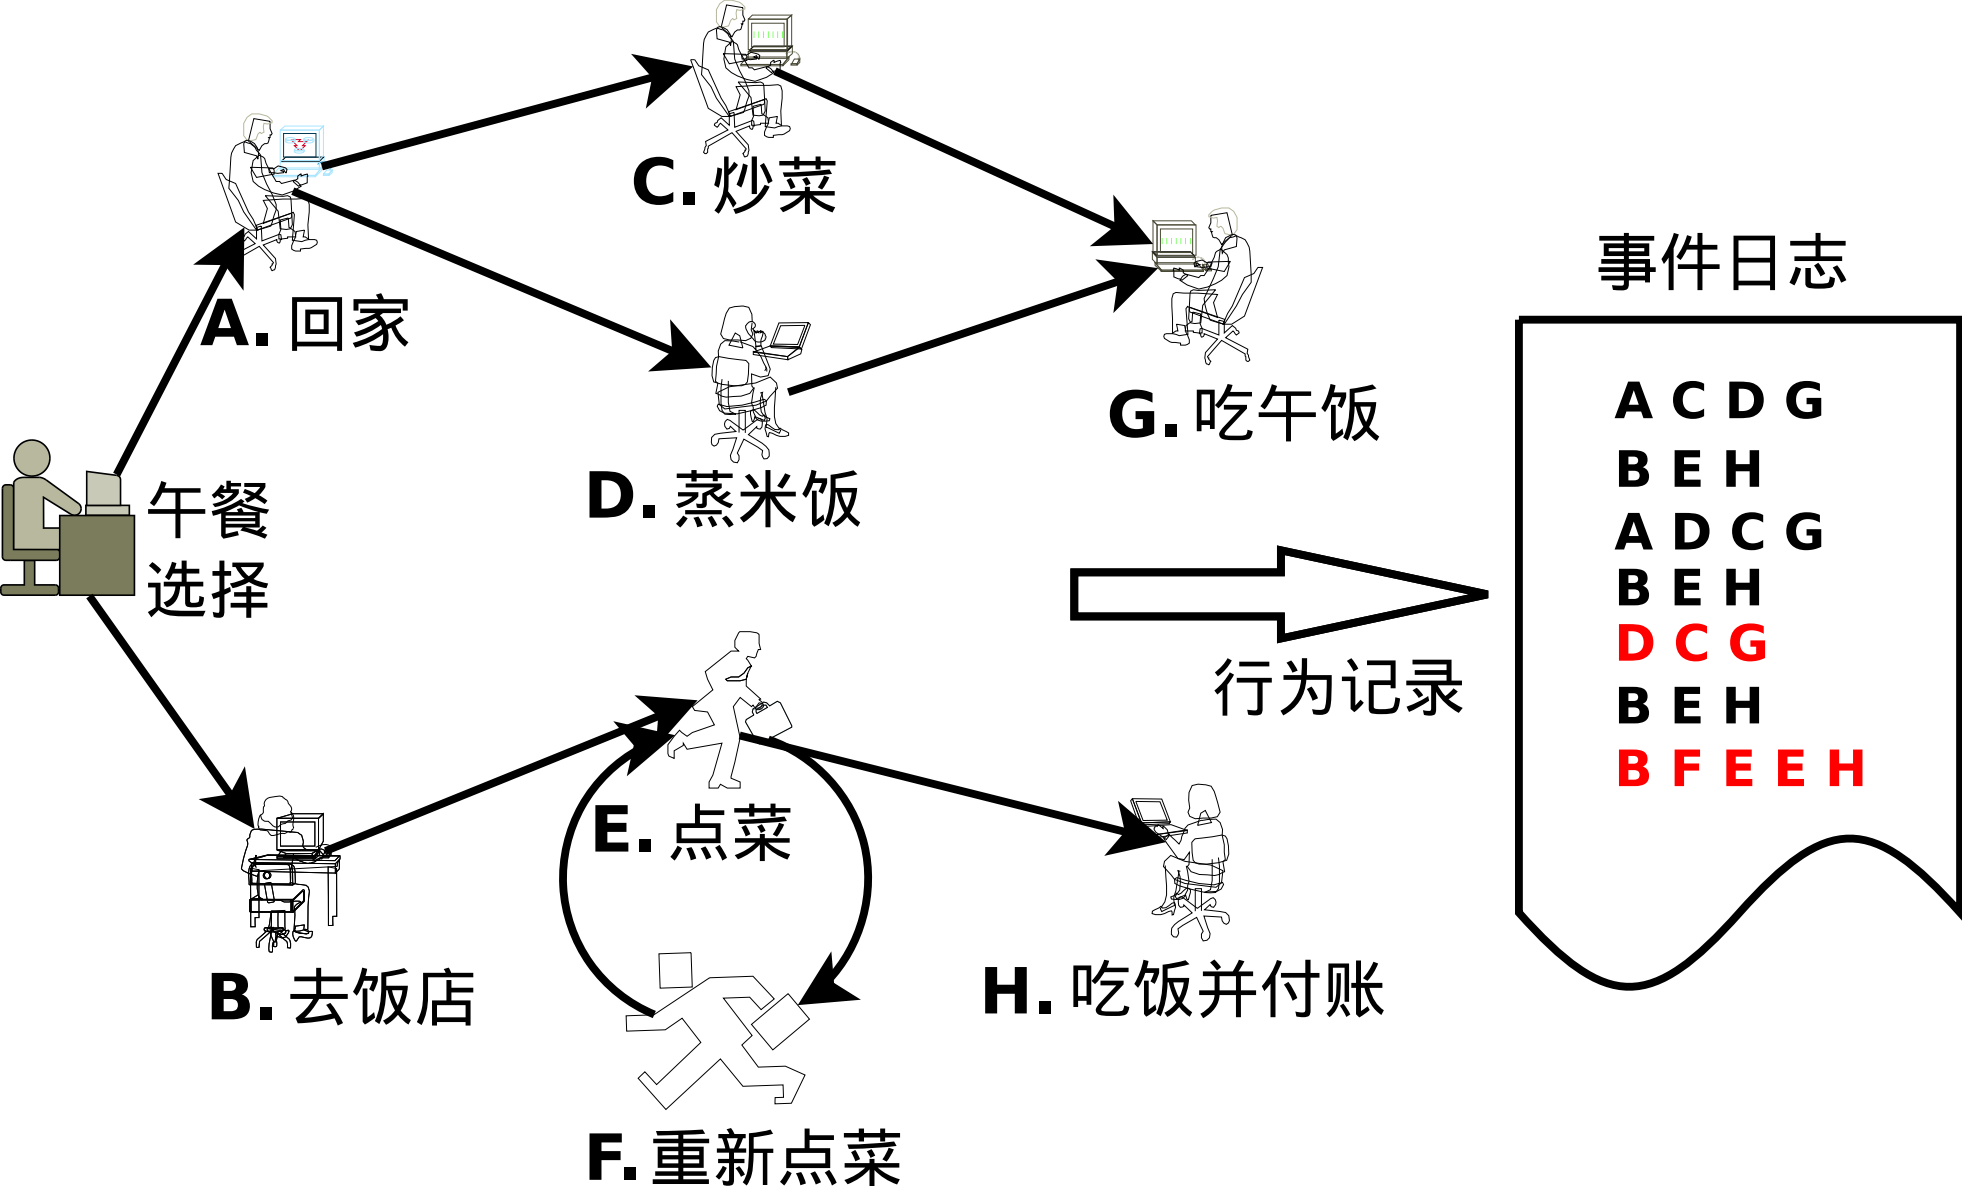 C. 炒菜
A. 回家
事件日志
G. 吃午饭
A C D G
B E H
A D C G
B E H
D C G
B E H
B F E E H
D. 蒸米饭
午餐
选择
行为记录
E. 点菜
B. 去饭店
H. 吃饭并付账
F. 重新点菜